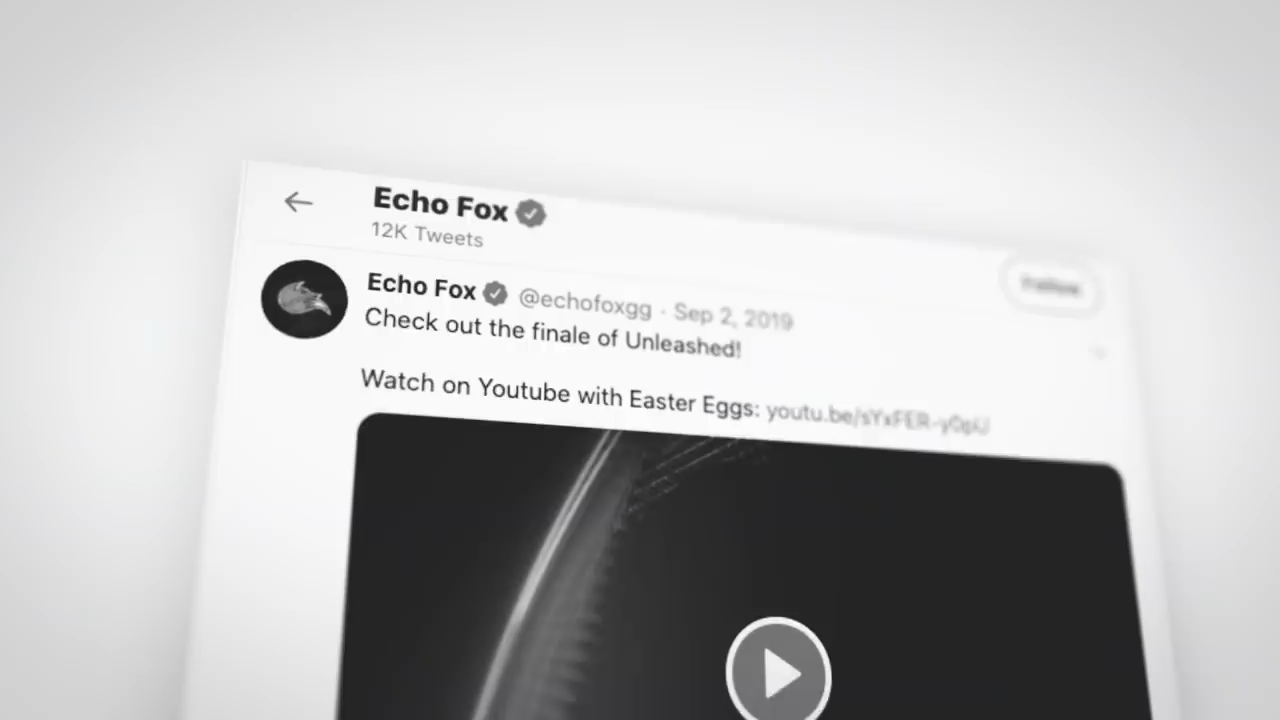 Echo Fox
12K Tweets
Follow
Echo Fox @echofoxgg · Sep 2, 2019
Check out the finale of Unleashed!
Watch on Youtube with Easter Eggs: